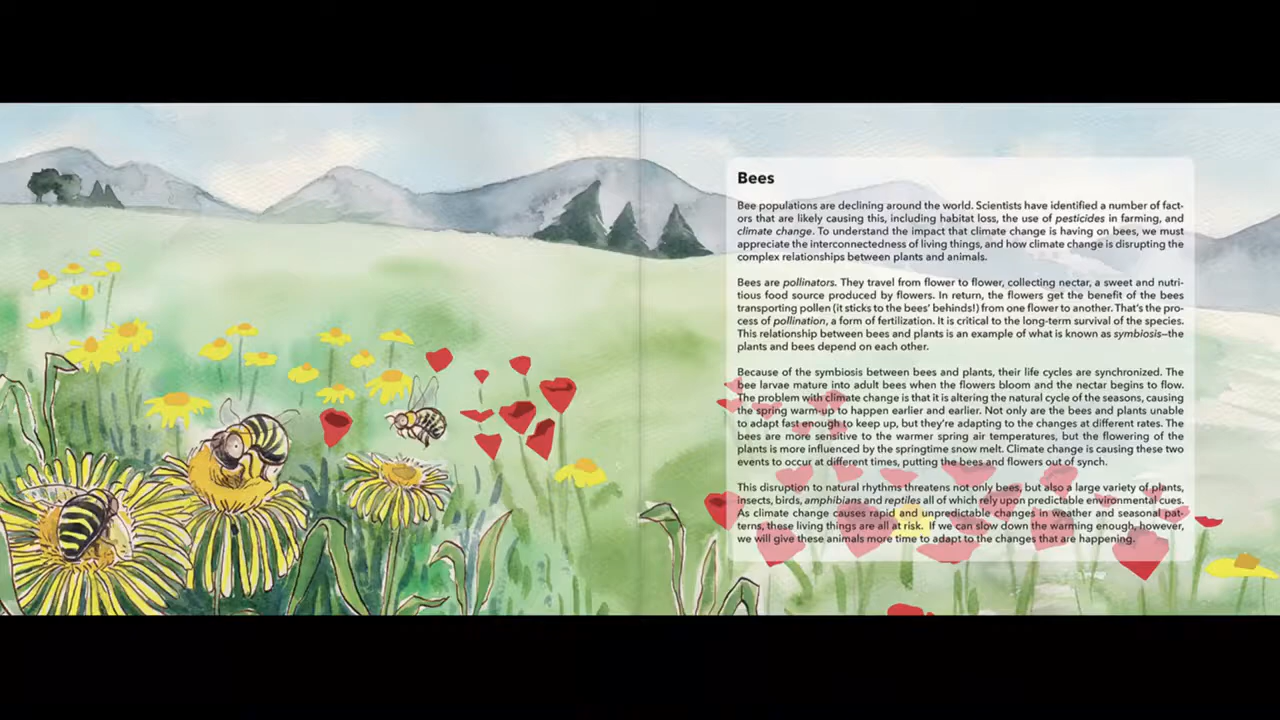 Bees
Bee populations are declining around the world. Scientists have identified a number of fact-
ors that are likely causing this, including habitat loss, the use of pesticides in farming, and
climate change. To understand the impact that climate change is having on bees, we must
appreciate the interconnectedness of living things, and how climate change is disrupting the
complex relationships between plants and animals.
Bees are pollinators. They travel from flower to flower, collecting nectar, a sweet and nutri-
tious food source produced by flowers. In return, the flowers get the benefit of the bees
transporting pollen (it sticks to the bees' behinds!) from one flower to another. That's the pro-
cess of pollination, a form of fertilization. It is critical to the long-term survival of the species.
This relationship between bees and plants is an example of what is known as symbiosis—the
plants and bees depend on each other.
Because of the symbiosis between bees and plants, their life cycles are synchronized. The
bee larvae mature into adult bees when the flowers bloom and the nectar begins to flow.
The problem with climate change is that it is altering the natural cycle of the seasons, causing
the spring warm-up to happen earlier and earlier. Not only are the bees and plants unable
to adapt fast enough to keep up, but they're adapting to the changes at different rates. The
bees are more sensitive to the warmer spring air temperatures, but the flowering of the
plants is more influenced by the springtime snow melt. Climate change is causing these two
events to occur at different times, putting the bees and flowers out of synch.
This disruption to natural rhythms threatens not only bees, but also a large variety of plants,
insects, birds, amphibians and reptiles all of which rely upon predictable environmental cues.
As climate change causes rapid and unpredictable changes in weather and seasonal pat-
terns, these living things are all at risk. If we can slow down the warming enough, however,
we will give these animals more time to adapt to the changes that are happening.